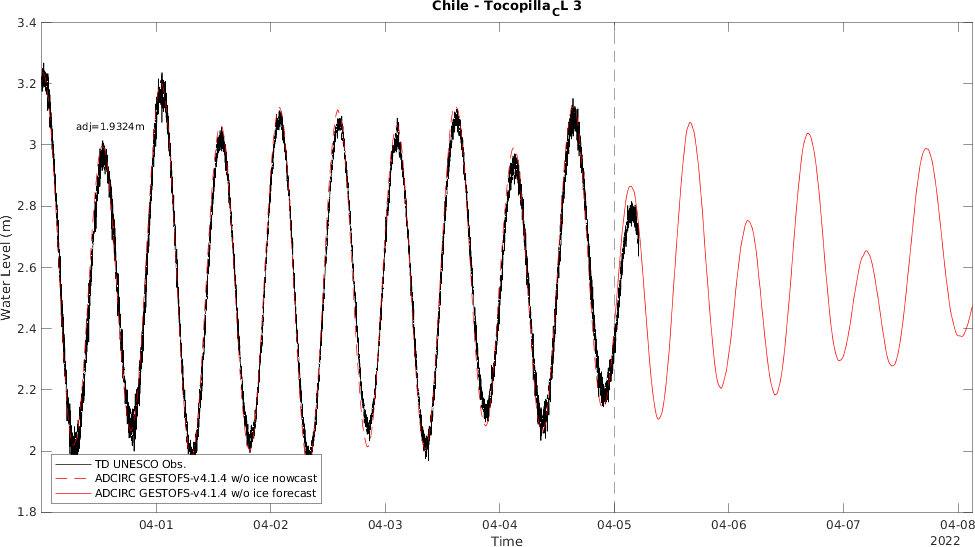 Chile - Tocopilla_CL 3
3.4
3.2
3
2.8
2.6
2.4
2.2
2
1.8
Water Level (m)
adj=1.9324m
TD UNESCO Obs.
ADCIRC GESTOFS-v4.1.4 w/o ice nowcast
ADCIRC GESTOFS-v4.1.4 w/o ice forecast
04-01
04-02
04-03
04-04
04-05
04-06
04-07
04-08
Time
2022